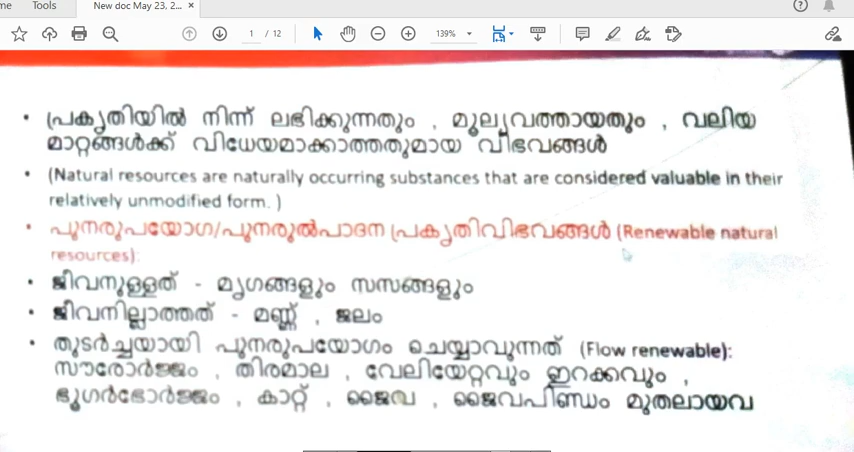 me Tools New doc May 23, 2... ×
1 / 12 139%
• പ്രകൃതിയിൽ നിന്ന് ലഭിക്കുന്നതും , മൂല്യവത്തായതും , വലിയ
മാറ്റങ്ങൾക്ക് വിധേയമാക്കാത്തതുമായ വിഭവങ്ങൾ
• (Natural resources are naturally occurring substances that are considered valuable in their
relatively unmodified form. )
• പുനരുപയോഗ/പുനരുൽപാദന പ്രകൃതിവിഭവങ്ങൾ (Renewable natural
resources):
• ജീവനുള്ളത് - മൃഗങ്ങളും സസങ്ങളും
• ജീവനില്ലാത്തത് - മണ്ണ് , ജലം
• തുടർച്ചയായി പുനരുപയോഗം ചെയ്യാവുന്നത് (Flow renewable):
സൗരോർജ്ജം , തിരമാല , വേലിയേറ്റവും ഇറക്കവും ,
ഭൂഗർഭോർജ്ജം , കാറ്റ് , ജൈവ , ജൈവപിണ്ഡം മുതലായവ